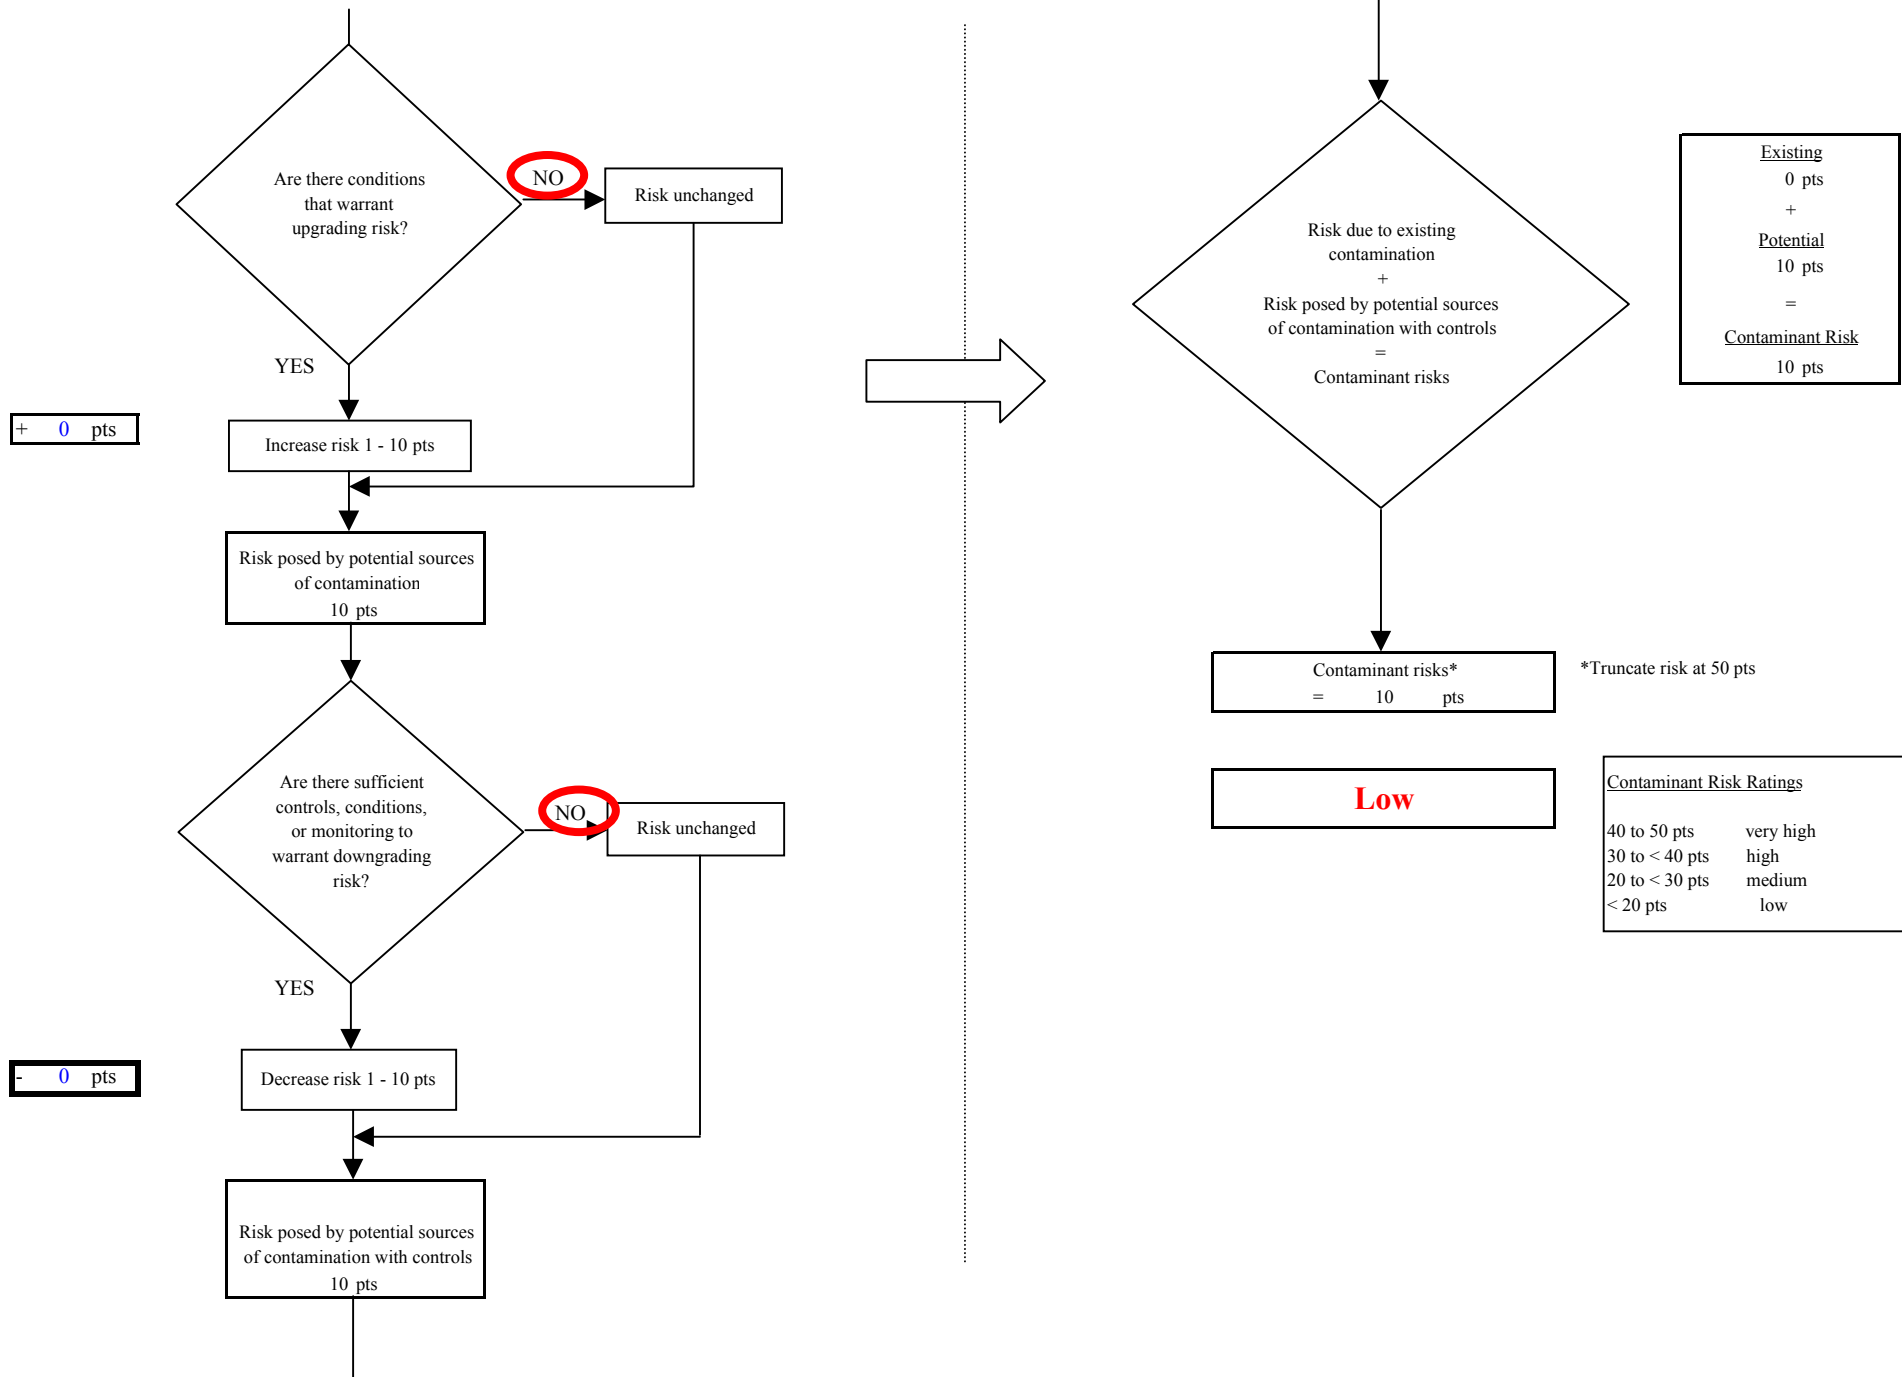 Are there conditions
that warrant
upgrading risk?
NO
Risk unchanged
YES
+ 0 pts
Increase risk 1 - 10 pts
Risk posed by potential sources
of contamination
10 pts
Are there sufficient
controls, conditions,
or monitoring to
warrant downgrading
risk?
NO
Risk unchanged
YES
- 0 pts
Decrease risk 1 - 10 pts
Risk posed by potential sources
of contamination with controls
10 pts
Risk due to existing
contamination
+
Risk posed by potential sources
of contamination with controls
=
Contaminant risks
Existing
0 pts
+
Potential
10 pts
=
Contaminant Risk
10 pts
Contaminant risks*
= 10 pts
*Truncate risk at 50 pts
Low
Contaminant Risk Ratings
40 to 50 pts very high
30 to < 40 pts high
20 to < 30 pts medium
< 20 pts low